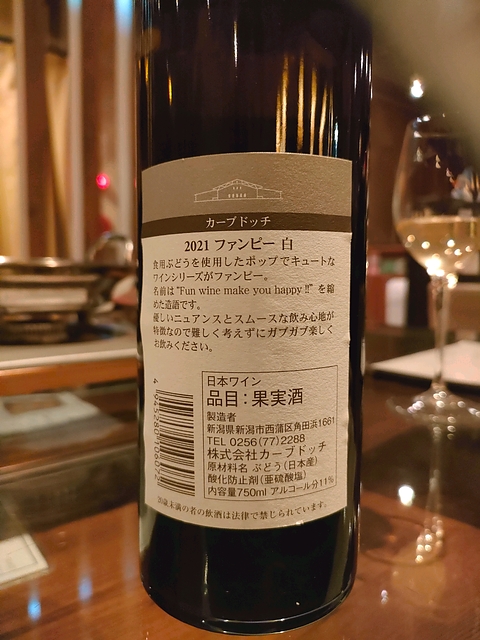 カーブドッチ
2021 ファンピー 白
食用ぶどうを使用したポップでキュートな
ワインシリーズがファンピー。
名前は"Fun wine make you happy !!" を縮
めた造語です。
優しいニュアンスとスムースな飲み心地が
特徴なので難しく考えずにガブガブ楽しく
お飲みください。
日本ワイン
品目：果実酒
製造者
新潟県新潟市西蒲区角田浜1661
TEL 0256(77)2288
株式会社カーブドッチ
原材料名 ぶどう(日本産)
酸化防止剤(亜硫酸塩)
内容量750ml アルコール分11%
20歳未満の者の飲酒は法律で禁じられています。